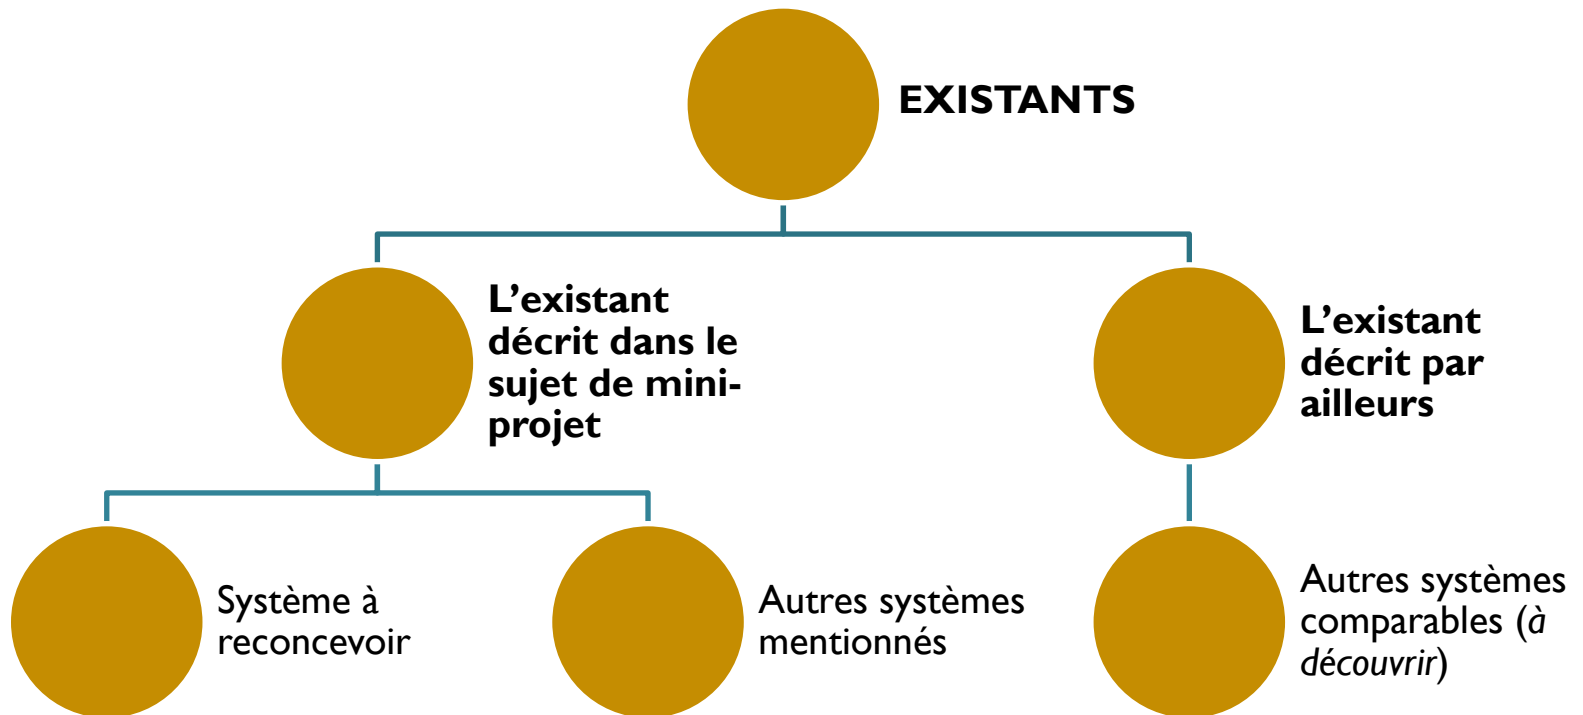 EXISTANTS
L’existant
décrit dans le
sujet de mini-
projet
L’existant
décrit par
ailleurs
Système à
reconcevoir
Autres systèmes
mentionnés
Autres systèmes
comparables (à
découvrir)